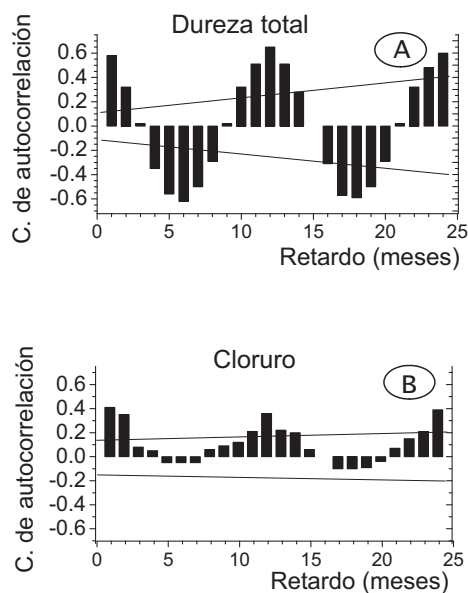 Dureza total
A
C. de autocorrelación
0.6
0.4
0.2
0.0
-0.2
-0.4
-0.6
0 5 10 15 20 25
Retardo (meses)
Cloruro
B
C. de autocorrelación
0.6
0.4
0.2
0.0
-0.2
-0.4
-0.6
0 5 10 15 20 25
Retardo (meses)